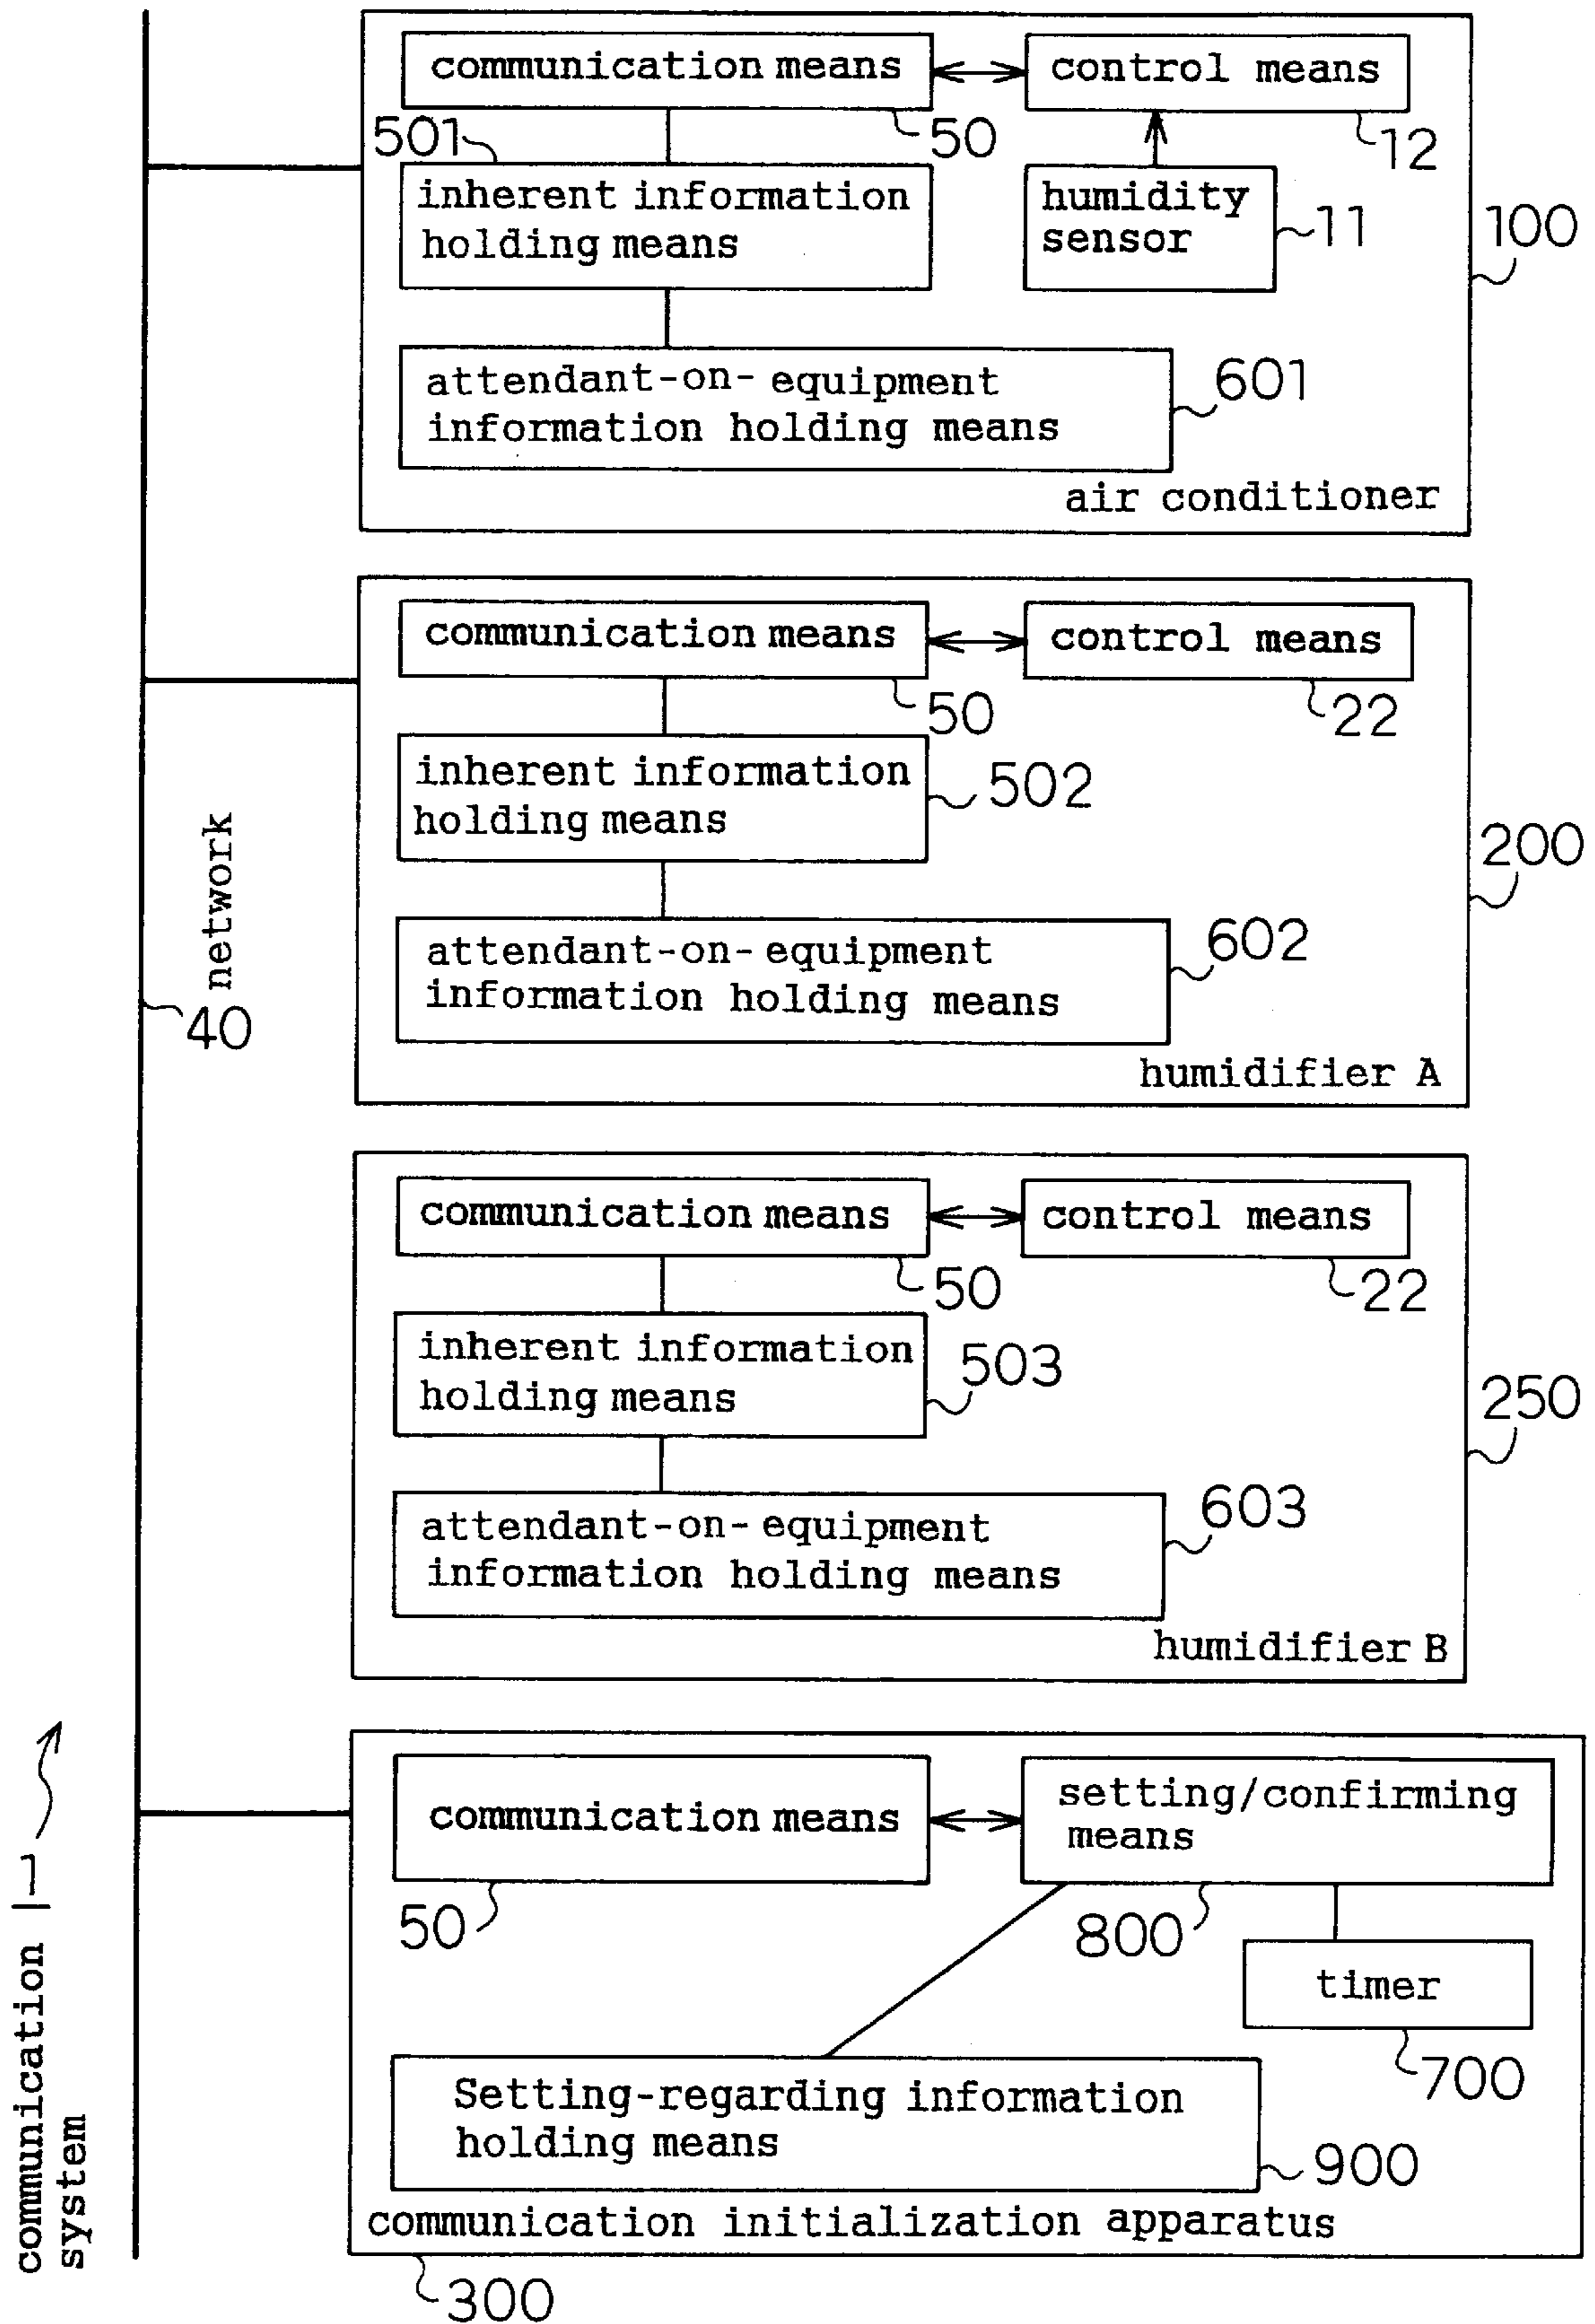 communication means
control means
501
50
12
inherent information
holding means
humidity
sensor
11
100
attendant-on-equipment
information holding means
601
air conditioner
communication means
control means
50
22
inherent information
holding means
502
200
attendant-on-equipment
information holding means
602
humidifier A
network
40
communication means
control means
50
22
inherent information
holding means
503
250
attendant-on-equipment
information holding means
603
humidifier B
communication means
setting/confirming
means
50
800
timer
700
Setting-regarding information
holding means
900
communication initialization apparatus
300
communication 1-1
system